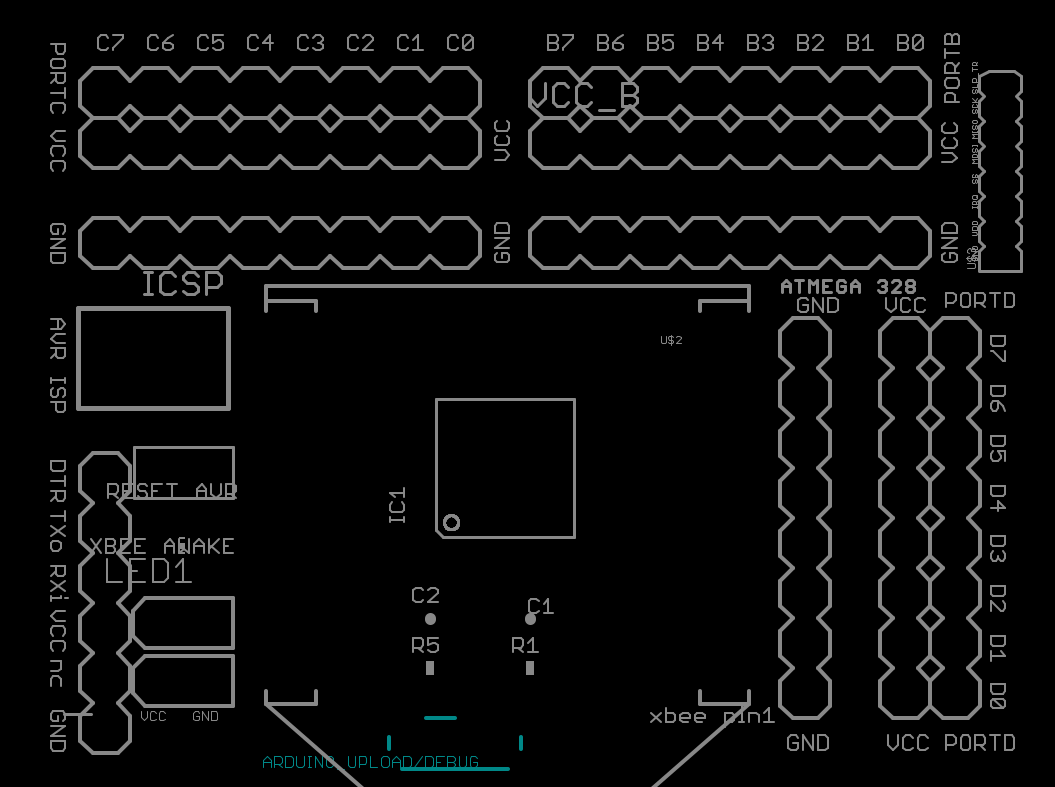 C7 C6 C5 C4 C3 C2 C1 C0
B7 B6 B5 B4 B3 B2 B1 B0
PORTC
VCC
VCC_B
VCC
PORTB
VCC
SLP_TR
SCK
MISO
MOSI
SS
IRQ
VDD
GND
GND
GND
ICSP
ATMEGA 328
GND VCC PORTD
AVR ISP
U$2
D7
D6
D5
D4
D3
D2
D1
D0
IC1
RESET AVR
XBEE AWAKE
LED1
DTR
TXo
RXi
VCC
nc
GND
C2 C1
R5 R1
VCC GND
xbee pin1
GND VCC PORTD
ARDUINO UPLOAD/DEBUG